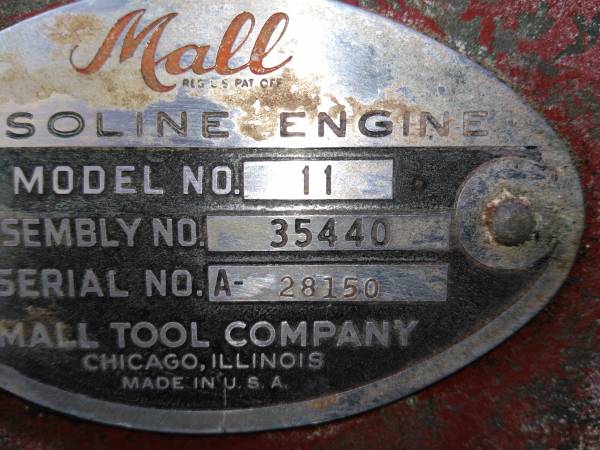 Mall
REG. U.S. PAT. OFF.
SOLINE ENGINE
MODEL NO. 11
SEMBLY NO. 35440
SERIAL NO. A- 28150
MALL TOOL COMPANY
CHICAGO, ILLINOIS
MADE IN U.S.A.